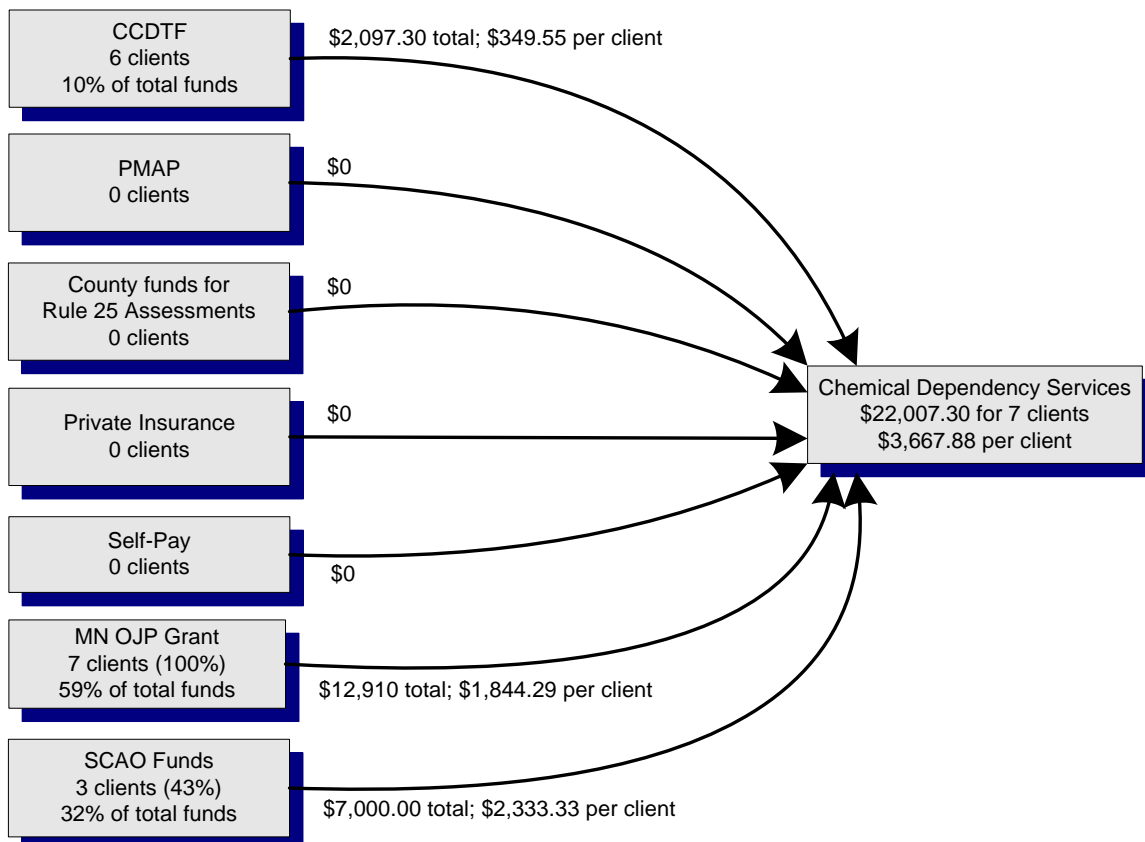 CCDTF
6 clients
10% of total funds
$2,097.30 total; $349.55 per client
PMAP
0 clients
$0
County funds for
Rule 25 Assessments
0 clients
$0
Private Insurance
0 clients
$0
Self-Pay
0 clients
$0
MN OJP Grant
7 clients (100%)
59% of total funds
$12,910 total; $1,844.29 per client
SCAO Funds
3 clients (43%)
32% of total funds
$7,000.00 total; $2,333.33 per client
Chemical Dependency Services
$22,007.30 for 7 clients
$3,667.88 per client